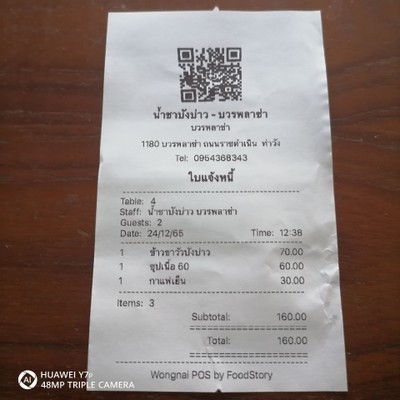 น้ำชาบังบ่าว - บวรพลาซ่า
บวรพลาซ่า
1180 บวรพลาซ่า ถนนราชดำเนิน ท่าวัง
Tel: 0954368343
ใบแจ้งหนี้
Table: 4
Staff: น้ำชาบังบ่าว บวรพลาซ่า
Guests: 2
Date: 24/12/65 Time: 12:38
1 ข้าวขาวัวบังบ่าว 70.00
1 ซุปเนื้อ 60 60.00
1 กาแฟเย็น 30.00
Items: 3
Subtotal: 160.00
Total: 160.00
Wongnai POS by FoodStory
AI HUAWEI Y7p
48MP TRIPLE CAMERA